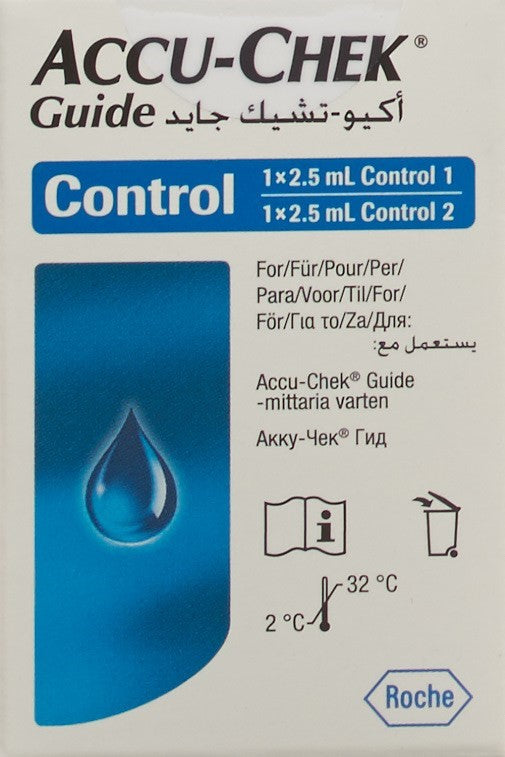 ACCU-CHEK®
Guide أكيو-تشيك جايد
Control
1×2.5 mL Control 1
1×2.5 mL Control 2
For/Für/Pour/Per/
Para/Voor/Til/For/
För/Για το/Za/Для:
يستعمل مع:
Accu-Chek® Guide
-mittaria varten
Акку-Чек® Гид
i
32 °C
2 °C
Roche